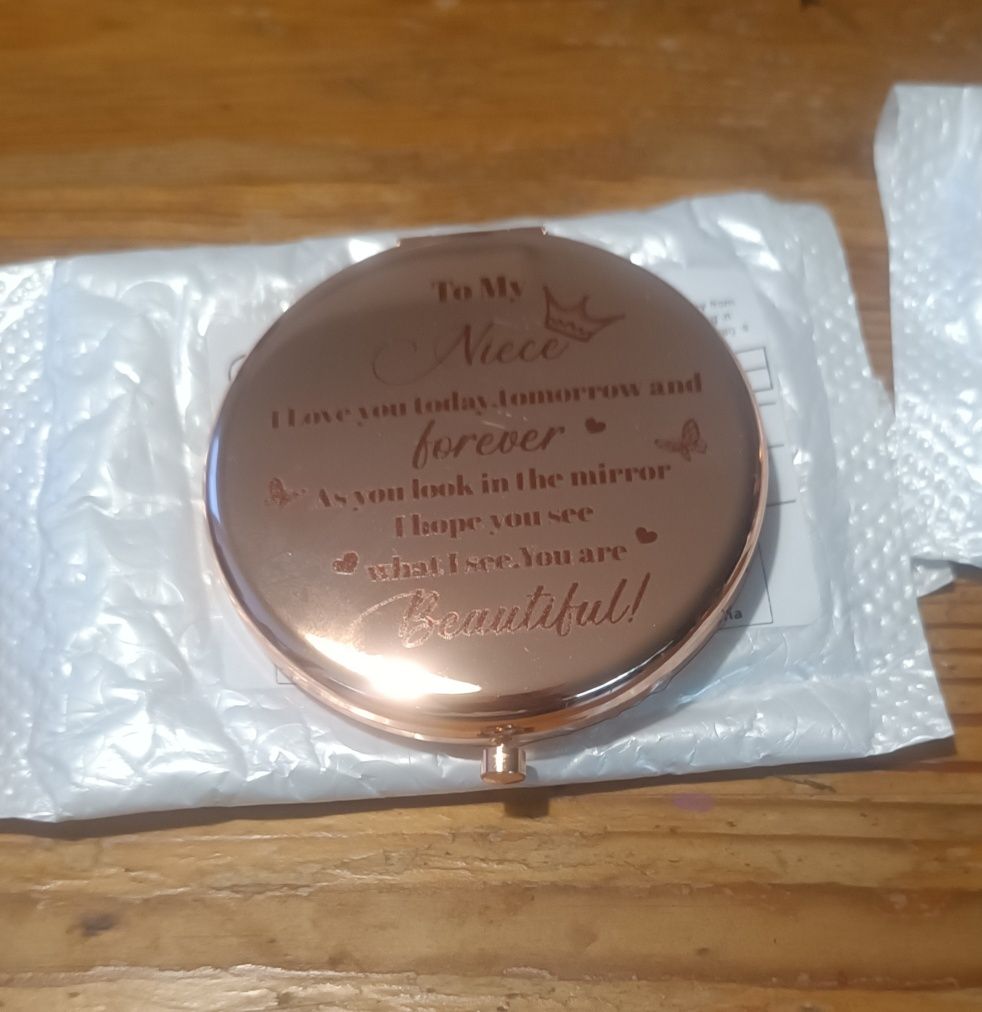 To My
Niece
I Love you today,tomorrow and
forever
As you look in the mirror
I hope you see
what I see.You are
Beautiful!